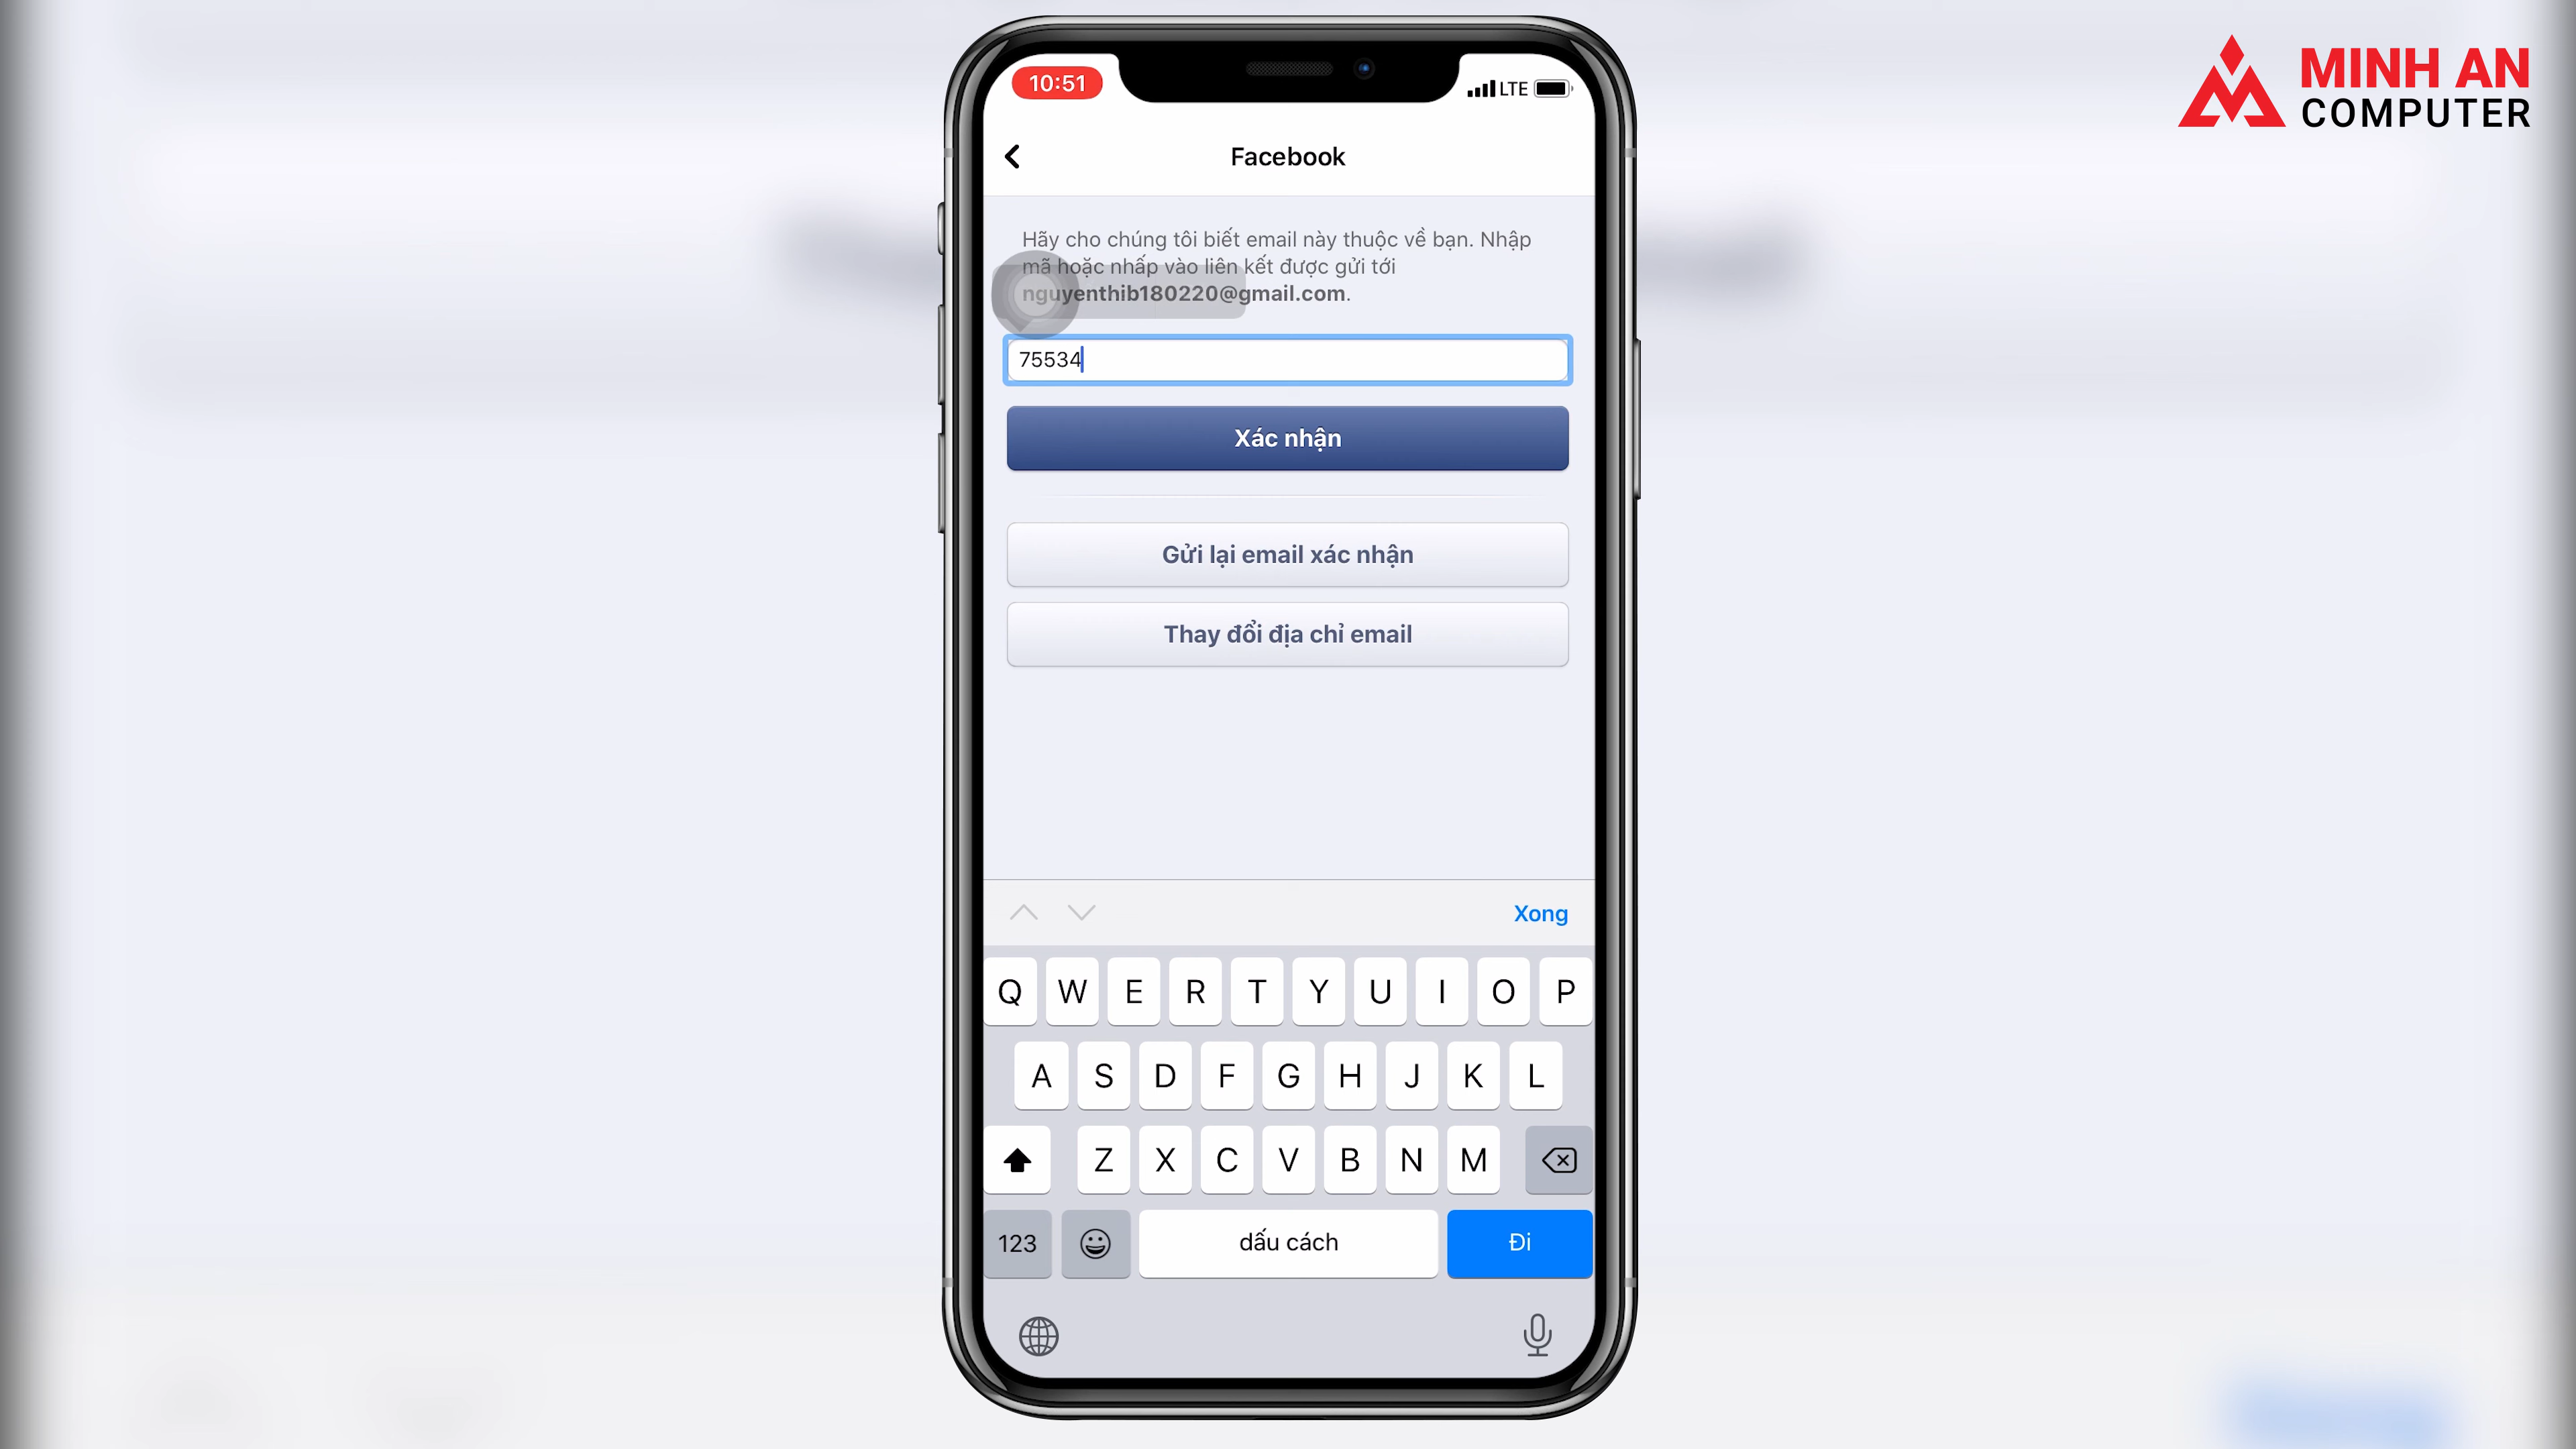 10:51
LTE
MINH AN
COMPUTER
Facebook
Hãy cho chúng tôi biết email này thuộc về bạn. Nhập
mã hoặc nhấp vào liên kết được gửi tới
nguyenthib180220@gmail.com.
75534
Xác nhận
Gửi lại email xác nhận
Thay đổi địa chỉ email
Xong
Q W E R T Y U I O P
A S D F G H J K L
Z X C V B N M
123 dấu cách Đi